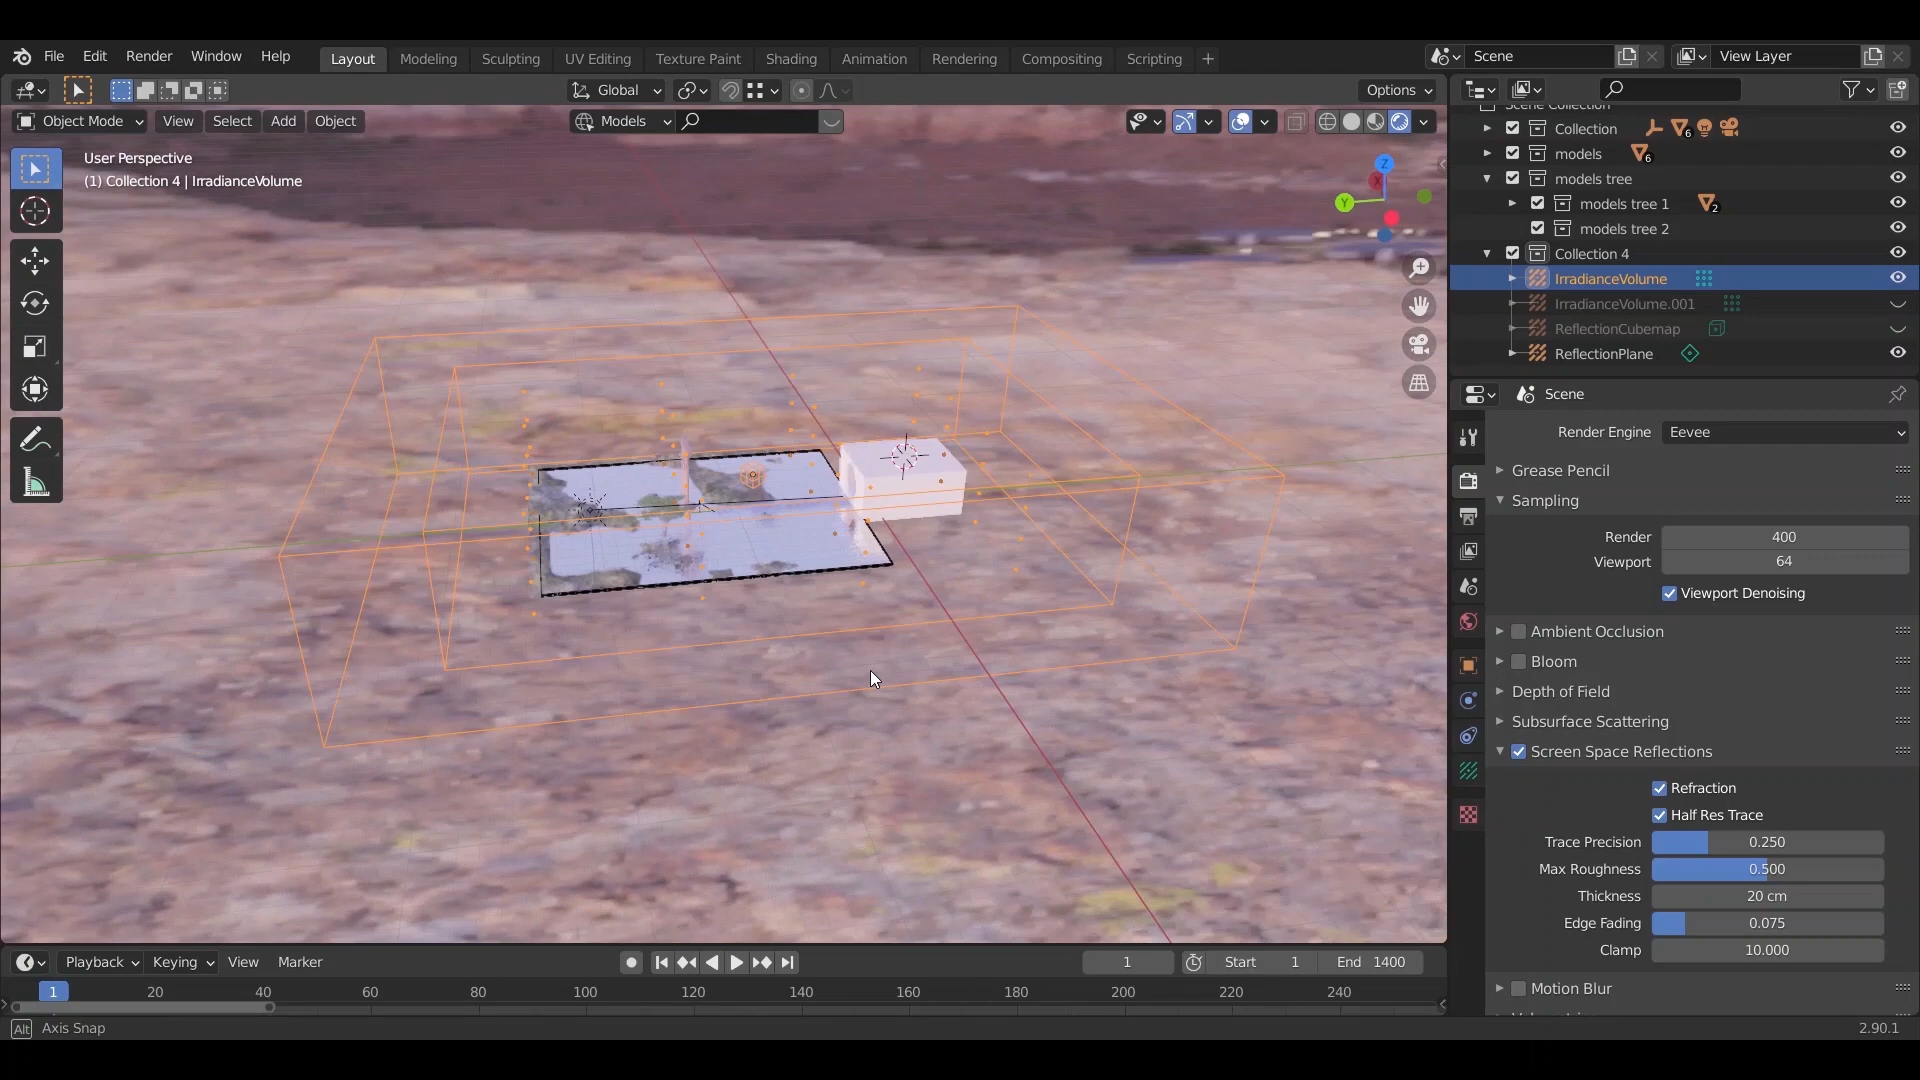 File Edit Render Window Help Layout Modeling Sculpting UV Editing Texture Paint Shading Animation Rendering Compositing Scripting + Scene View Layer
Global Options
Object Mode View Select Add Object Models
User Perspective
(1) Collection 4 | IrradianceVolume
Z
X
Y
Scene Collection
Collection 6
models 6
models tree
models tree 1 2
models tree 2
Collection 4
IrradianceVolume
IrradianceVolume.001
ReflectionCubemap
ReflectionPlane
Scene
Render Engine Eevee
Grease Pencil
Sampling
Render 400
Viewport 64
Viewport Denoising
Ambient Occlusion
Bloom
Depth of Field
Subsurface Scattering
Screen Space Reflections
Refraction
Half Res Trace
Trace Precision 0.250
Max Roughness 0.500
Thickness 20 cm
Edge Fading 0.075
Clamp 10.000
Motion Blur
Playback Keying View Marker 1 Start 1 End 1400
1 20 40 60 80 100 120 140 160 180 200 220 240
Alt Axis Snap 2.90.1